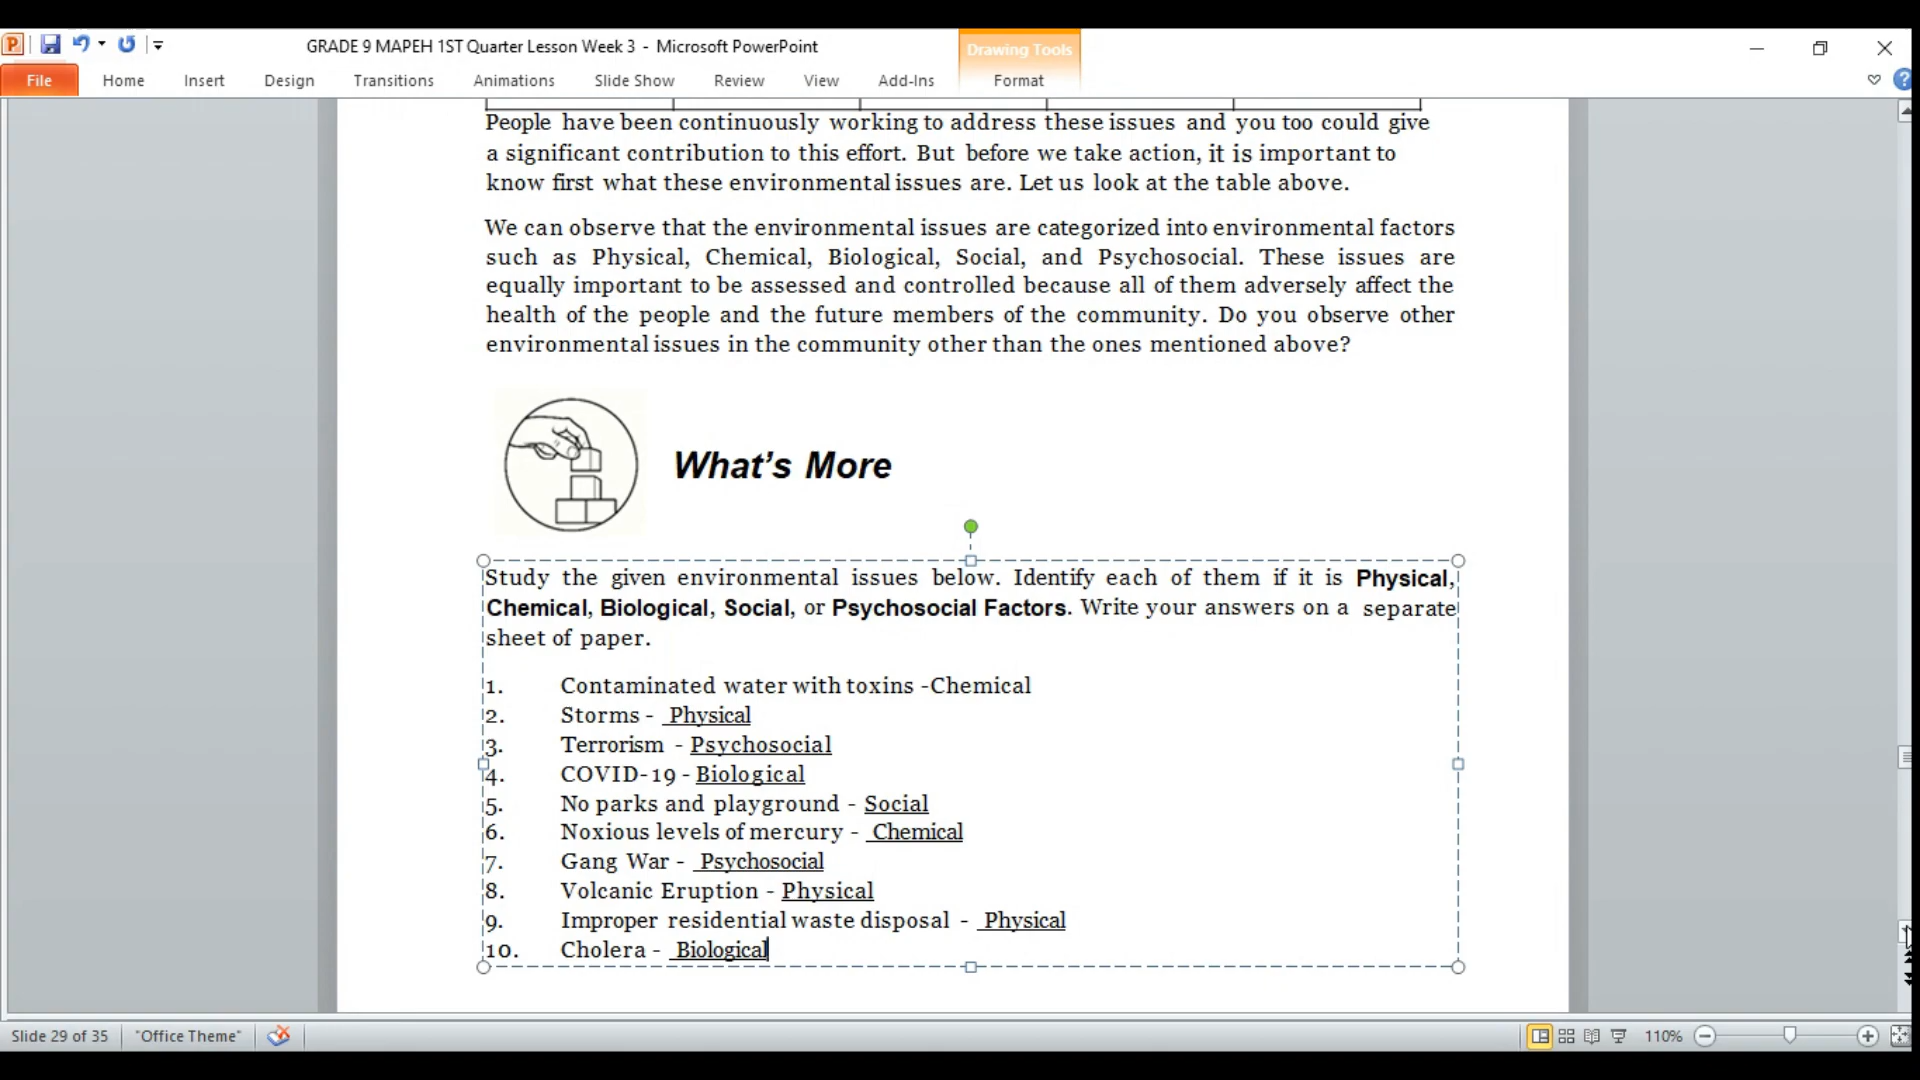 GRADE 9 MAPEH 1ST Quarter Lesson Week 3 - Microsoft PowerPoint
Drawing Tools
File Home Insert Design Transitions Animations Slide Show Review View Add-Ins Format
People have been continuously working to address these issues and you too could give
a significant contribution to this effort. But before we take action, it is important to
know first what these environmental issues are. Let us look at the table above.
We can observe that the environmental issues are categorized into environmental factors
such as Physical, Chemical, Biological, Social, and Psychosocial. These issues are
equally important to be assessed and controlled because all of them adversely affect the
health of the people and the future members of the community. Do you observe other
environmental issues in the community other than the ones mentioned above?
What's More
Study the given environmental issues below. Identify each of them if it is Physical,
Chemical, Biological, Social, or Psychosocial Factors. Write your answers on a separate
sheet of paper.
1. Contaminated water with toxins -Chemical
2. Storms - Physical
3. Terrorism - Psychosocial
4. COVID-19 - Biological
5. No parks and playground - Social
6. Noxious levels of mercury - Chemical
7. Gang War - Psychosocial
8. Volcanic Eruption - Physical
9. Improper residential waste disposal - Physical
10. Cholera - Biological
Slide 29 of 35 "Office Theme" 110%